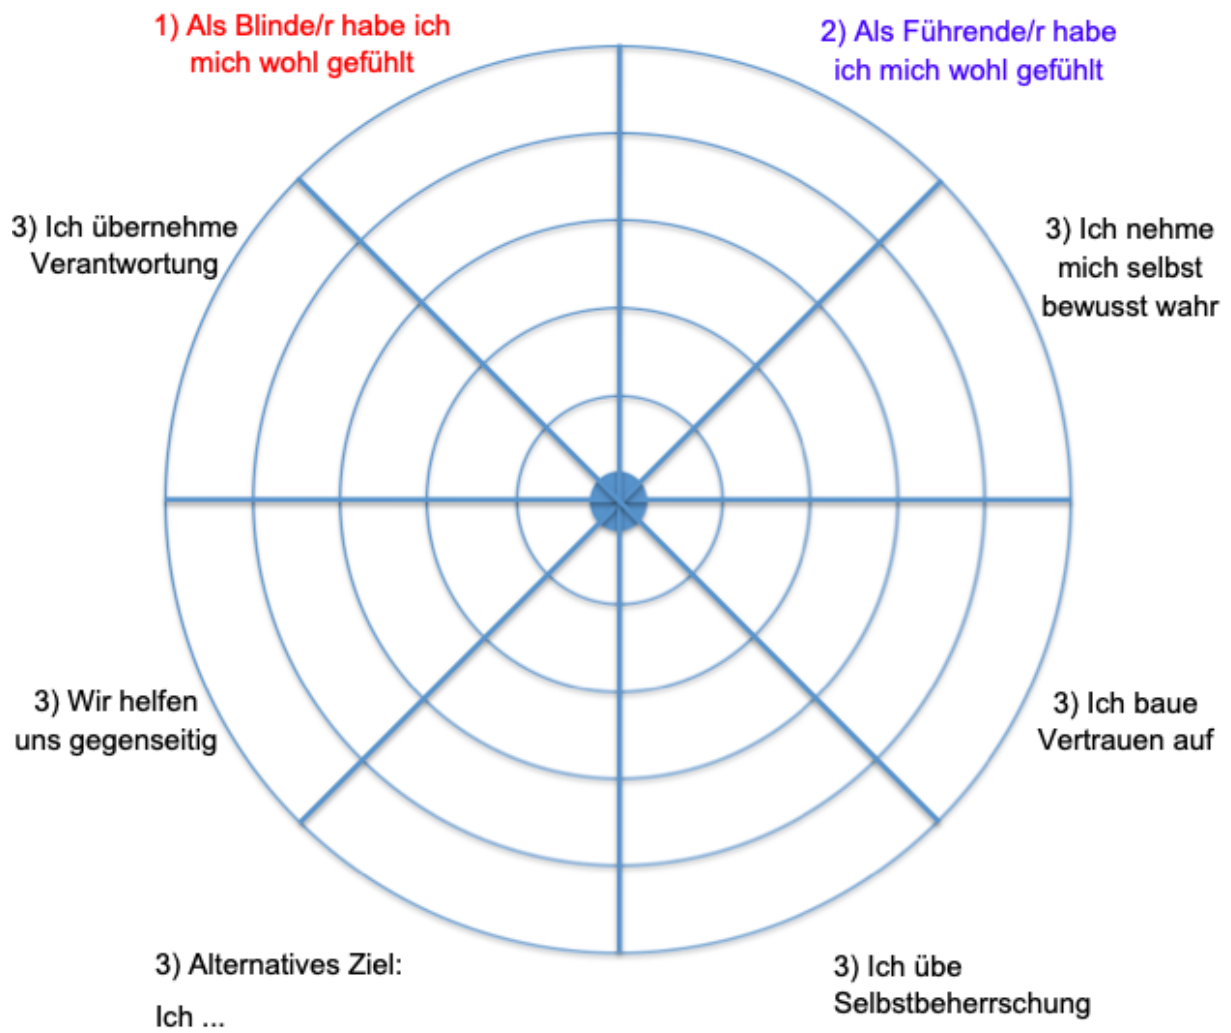 1) Als Blinde/r habe ich
mich wohl gefühlt
2) Als Führende/r habe
ich mich wohl gefühlt
3) Ich übernehme
Verantwortung
3) Ich nehme
mich selbst
bewusst wahr
3) Wir helfen
uns gegenseitig
3) Ich baue
Vertrauen auf
3) Alternatives Ziel:
Ich ...
3) Ich übe
Selbstbeherrschung